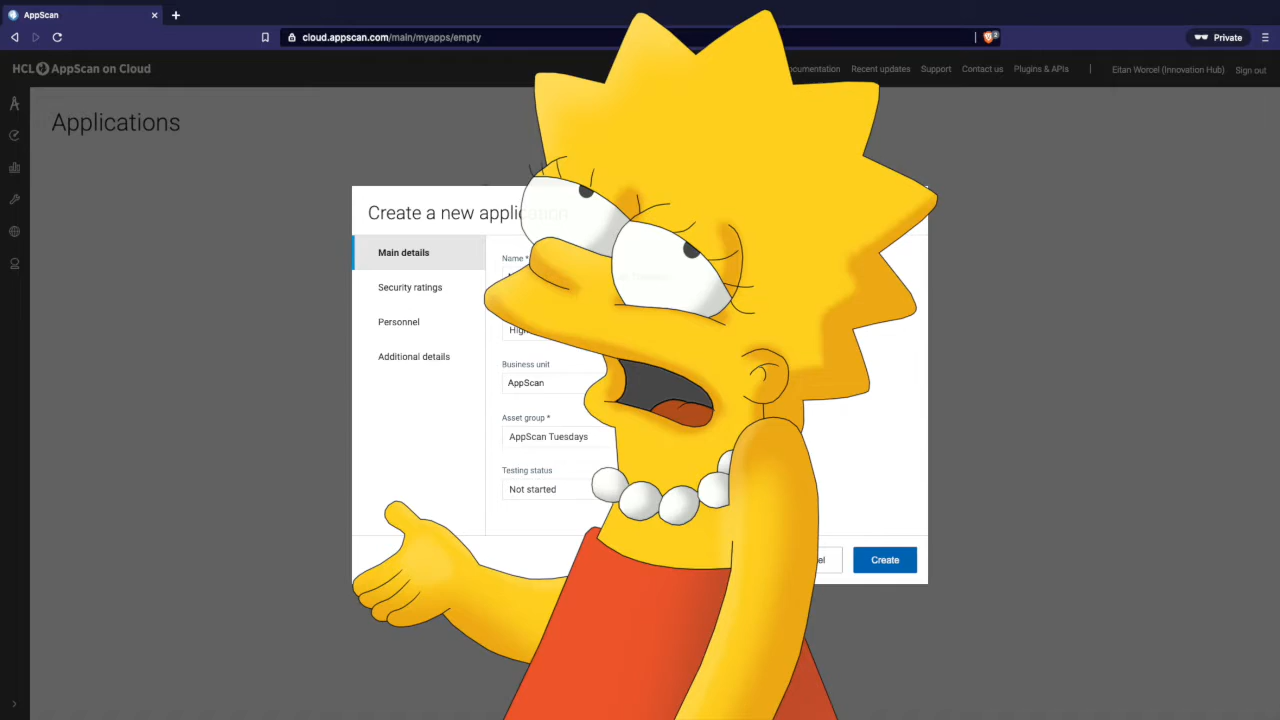 AppScan
cloud.appscan.com/main/myapps/empty
2
Private
HCL AppScan on Cloud
Recent updates
Support
Contact us
Plugins & APIs
Eitan Worcel (Innovation Hub)
Sign out
Applications
Create a new application
Main details
Security ratings
Personnel
Additional details
Name *
Business unit
AppScan
Asset group *
AppScan Tuesdays
Testing status
Not started
Create